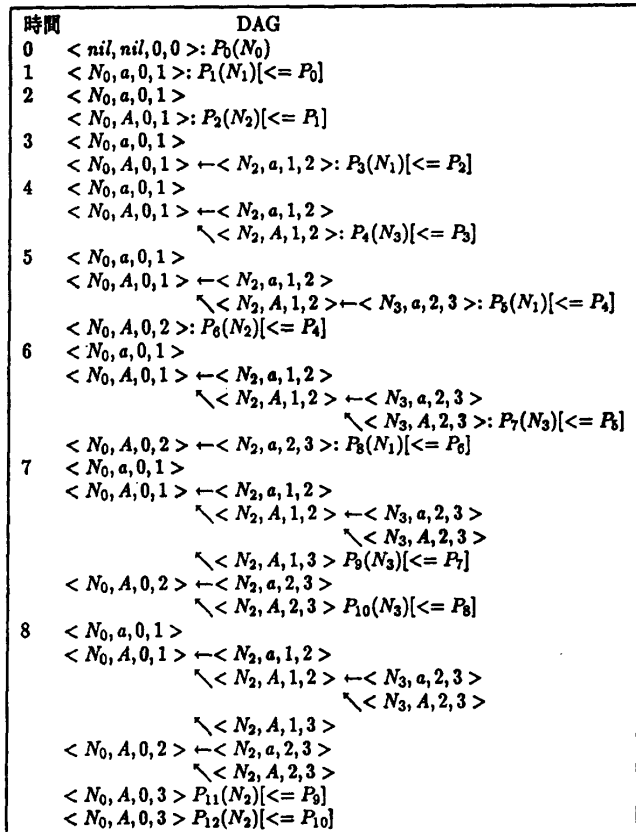 時間 DAG
0 < nil, nil, 0, 0 >: P₀(N₀)
1 < N₀, a, 0, 1 >: P₁(N₁)[<= P₀]
2 < N₀, a, 0, 1 >
< N₀, A, 0, 1 >: P₂(N₂)[<= P₁]
3 < N₀, a, 0, 1 >
< N₀, A, 0, 1 > ←< N₂, a, 1, 2 >: P₃(N₁)[<= P₂]
4 < N₀, a, 0, 1 >
< N₀, A, 0, 1 > ←< N₂, a, 1, 2 >
↖< N₂, A, 1, 2 >: P₄(N₃)[<= P₃]
5 < N₀, a, 0, 1 >
< N₀, A, 0, 1 > ←< N₂, a, 1, 2 >
↖< N₂, A, 1, 2 >←< N₃, a, 2, 3 >: P₅(N₁)[<= P₄]
< N₀, A, 0, 2 >: P₆(N₂)[<= P₄]
6 < N₀, a, 0, 1 >
< N₀, A, 0, 1 > ←< N₂, a, 1, 2 >
↖< N₂, A, 1, 2 > ←< N₃, a, 2, 3 >
↖< N₃, A, 2, 3 >: P₇(N₃)[<= P₅]
< N₀, A, 0, 2 > ←< N₂, a, 2, 3 >: P₈(N₁)[<= P₆]
7 < N₀, a, 0, 1 >
< N₀, A, 0, 1 > ←< N₂, a, 1, 2 >
↖< N₂, A, 1, 2 > ←< N₃, a, 2, 3 >
↖< N₃, A, 2, 3 >
↖< N₂, A, 1, 3 > P₉(N₃)[<= P₇]
< N₀, A, 0, 2 > ←< N₂, a, 2, 3 >
↖< N₂, A, 2, 3 > P₁₀(N₃)[<= P₈]
8 < N₀, a, 0, 1 >
< N₀, A, 0, 1 > ←< N₂, a, 1, 2 >
↖< N₂, A, 1, 2 > ←< N₃, a, 2, 3 >
↖< N₃, A, 2, 3 >
↖< N₂, A, 1, 3 >
< N₀, A, 0, 2 > ←< N₂, a, 2, 3 >
↖< N₂, A, 2, 3 >
< N₀, A, 0, 3 > P₁₁(N₂)[<= P₉]
< N₀, A, 0, 3 > P₁₂(N₂)[<= P₁₀]